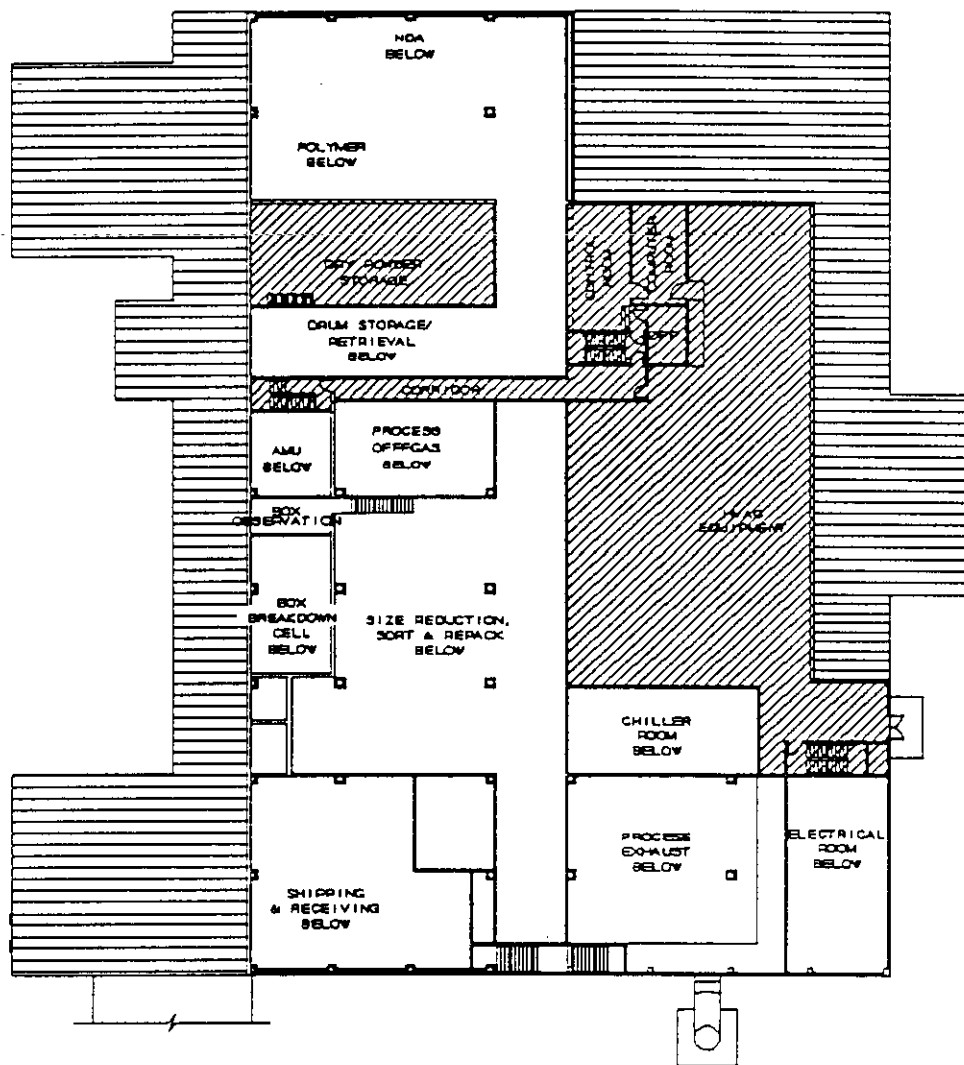 NDA
BELOW
POLYMER
BELOW
DRY POWDER
STORAGE
CONTROL
ROOM
COMPUTER
ROOM
DRUM STORAGE/
RETRIEVAL
BELOW
CORRIDOR
AMU
BELOW
PROCESS
OFFGAS
BELOW
BOX
OBSERVATION
HVAC
EQUIPMENT
BOX
BREAKDOWN
CELL
BELOW
SIZE REDUCTION,
SORT & REPACK
BELOW
CHILLER
ROOM
BELOW
PROCESS
EXHAUST
BELOW
ELECTRICAL
ROOM
BELOW
SHIPPING
& RECEIVING
BELOW